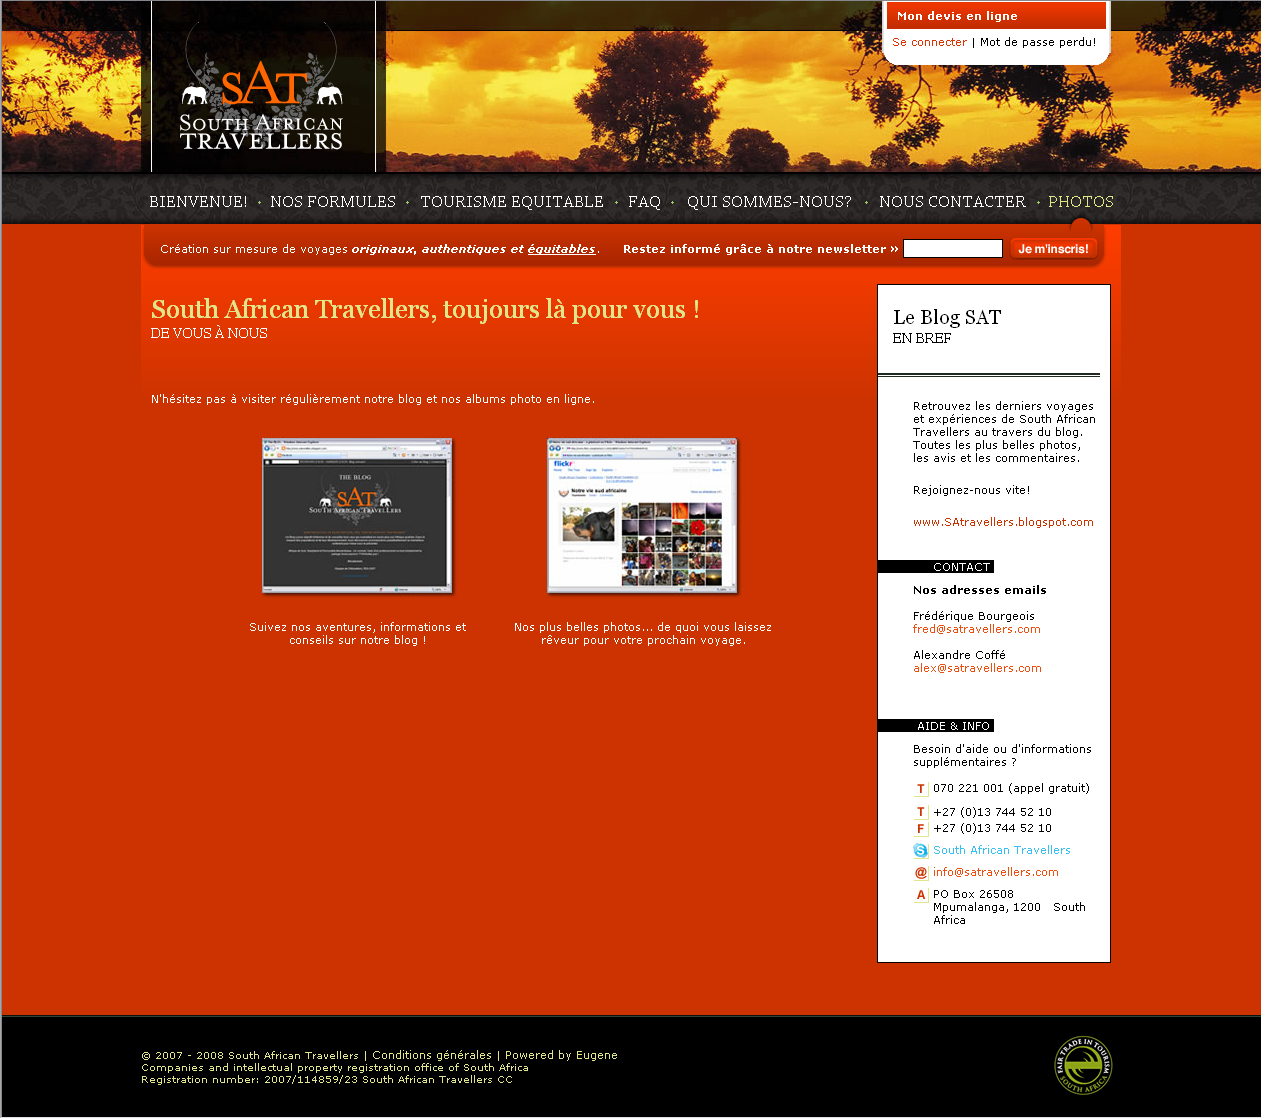 Mon devis en ligne
Se connecter | Mot de passe perdu!
SAT
SOUTH AFRICAN
TRAVELLERS
BIENVENUE! NOS FORMULES TOURISME EQUITABLE FAQ QUI SOMMES-NOUS? NOUS CONTACTER PHOTOS
Création sur mesure de voyages originaux, authentiques et équitables. Restez informé grâce à notre newsletter » Je m'inscris!
South African Travellers, toujours là pour vous !
DE VOUS À NOUS
N'hésitez pas à visiter régulièrement notre blog et nos albums photo en ligne.
THE BLOG
SAT
SOUTH AFRICAN TRAVELLERS
flickr
Notre vie sud africaine
Suivez nos aventures, informations et
conseils sur notre blog !
Nos plus belles photos... de quoi vous laissez
rêveur pour votre prochain voyage.
Le Blog SAT
EN BREF
Retrouvez les derniers voyages
et expériences de South African
Travellers au travers du blog.
Toutes les plus belles photos,
les avis et les commentaires.
Rejoignez-nous vite!
www.SAtravellers.blogspot.com
CONTACT
Nos adresses emails
Frédérique Bourgeois
fred@satravellers.com
Alexandre Coffé
alex@satravellers.com
AIDE & INFO
Besoin d'aide ou d'informations
supplémentaires ?
T 070 221 001 (appel gratuit)
T +27 (0)13 744 52 10
F +27 (0)13 744 52 10
South African Travellers
@ info@satravellers.com
A PO Box 26508
Mpumalanga, 1200 South
Africa
© 2007 - 2008 South African Travellers | Conditions générales | Powered by Eugene
Companies and intellectual property registration office of South Africa
Registration number: 2007/114859/23 South African Travellers CC
FAIR TRADE IN TOURISM
SOUTH AFRICA